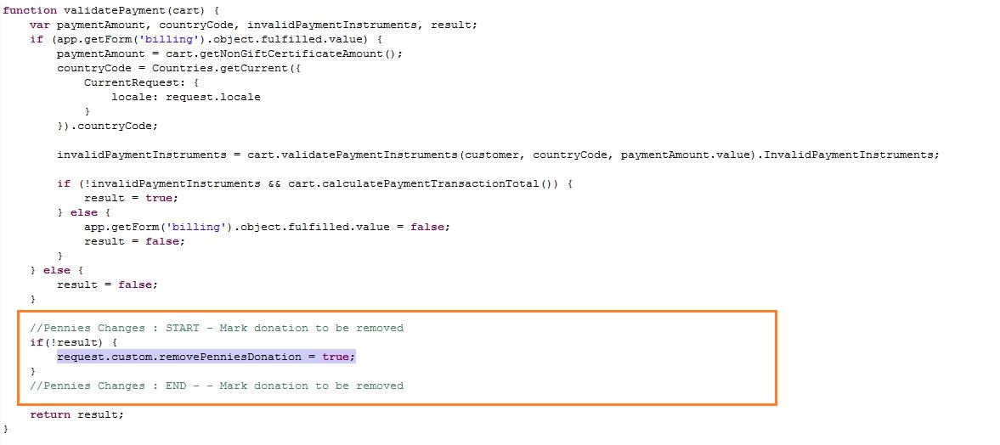 function validatePayment(cart) {
    var paymentAmount, countryCode, invalidPaymentInstruments, result;
    if (app.getForm('billing').object.fulfilled.value) {
        paymentAmount = cart.getNonGiftCertificateAmount();
        countryCode = Countries.getCurrent({
            CurrentRequest: {
                locale: request.locale
            }
        }).countryCode;

        invalidPaymentInstruments = cart.validatePaymentInstruments(customer, countryCode, paymentAmount.value).InvalidPaymentInstruments;

        if (!invalidPaymentInstruments && cart.calculatePaymentTransactionTotal()) {
            result = true;
        } else {
            app.getForm('billing').object.fulfilled.value = false;
            result = false;
        }
    } else {
        result = false;
    }

    //Pennies Changes : START - Mark donation to be removed
    if(!result) {
        request.custom.removePenniesDonation = true;
    }
    //Pennies Changes : END - - Mark donation to be removed

    return result;
}